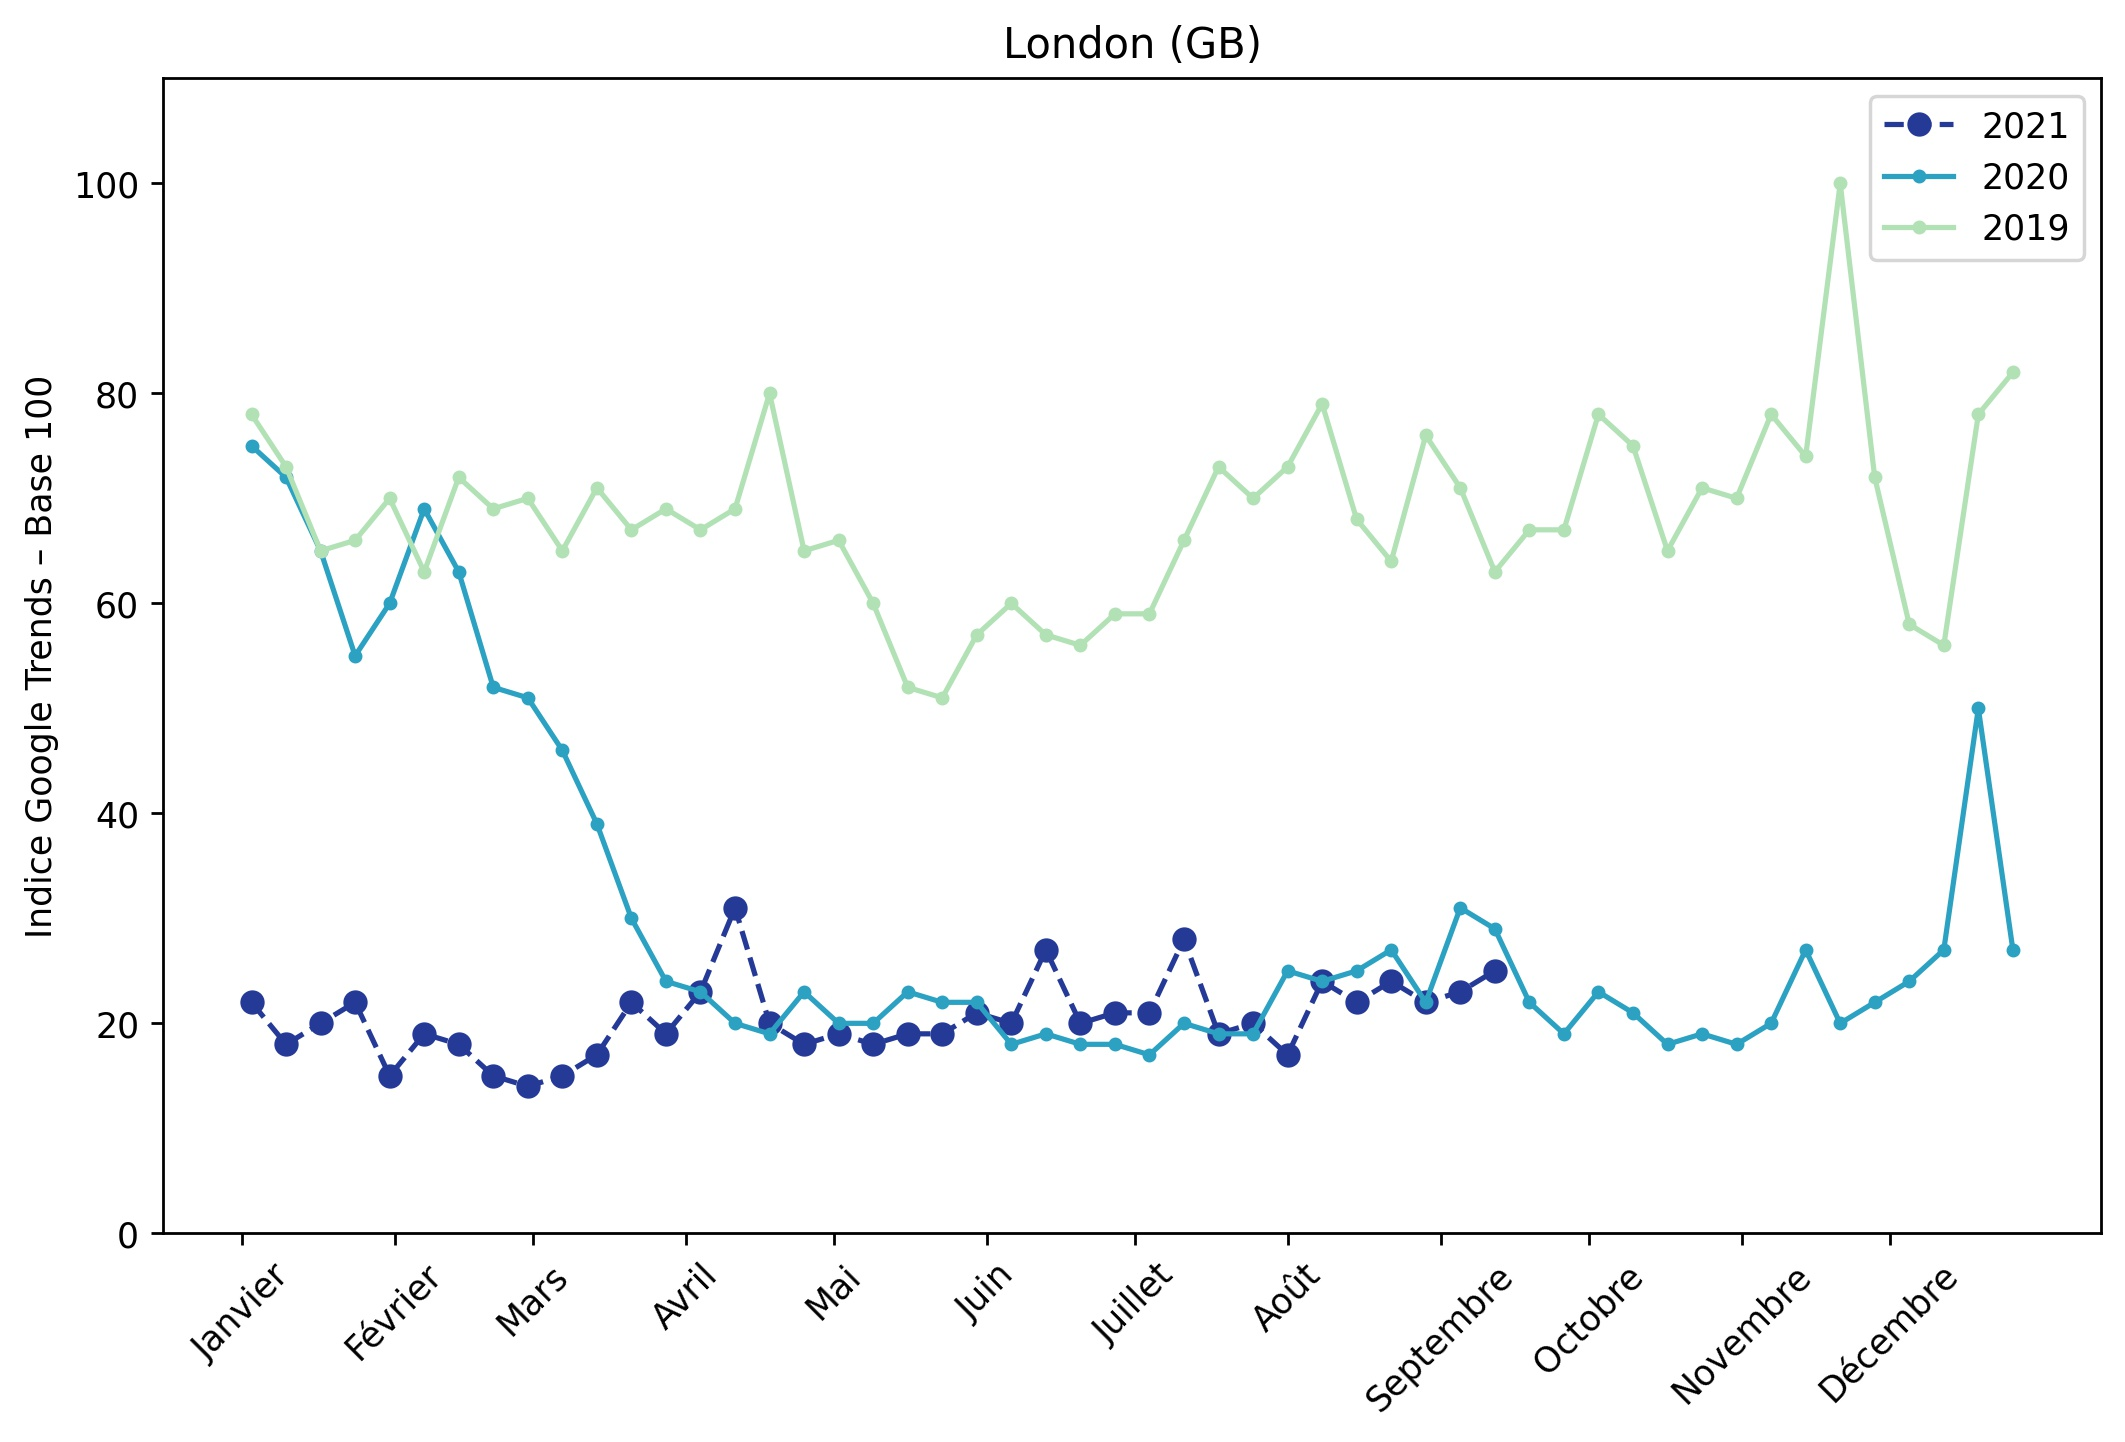 London (GB)
Indice Google Trends – Base 100
100
80
60
40
20
0
2021
2020
2019
Janvier
Février
Mars
Avril
Mai
Juin
Juillet
Août
Septembre
Octobre
Novembre
Décembre